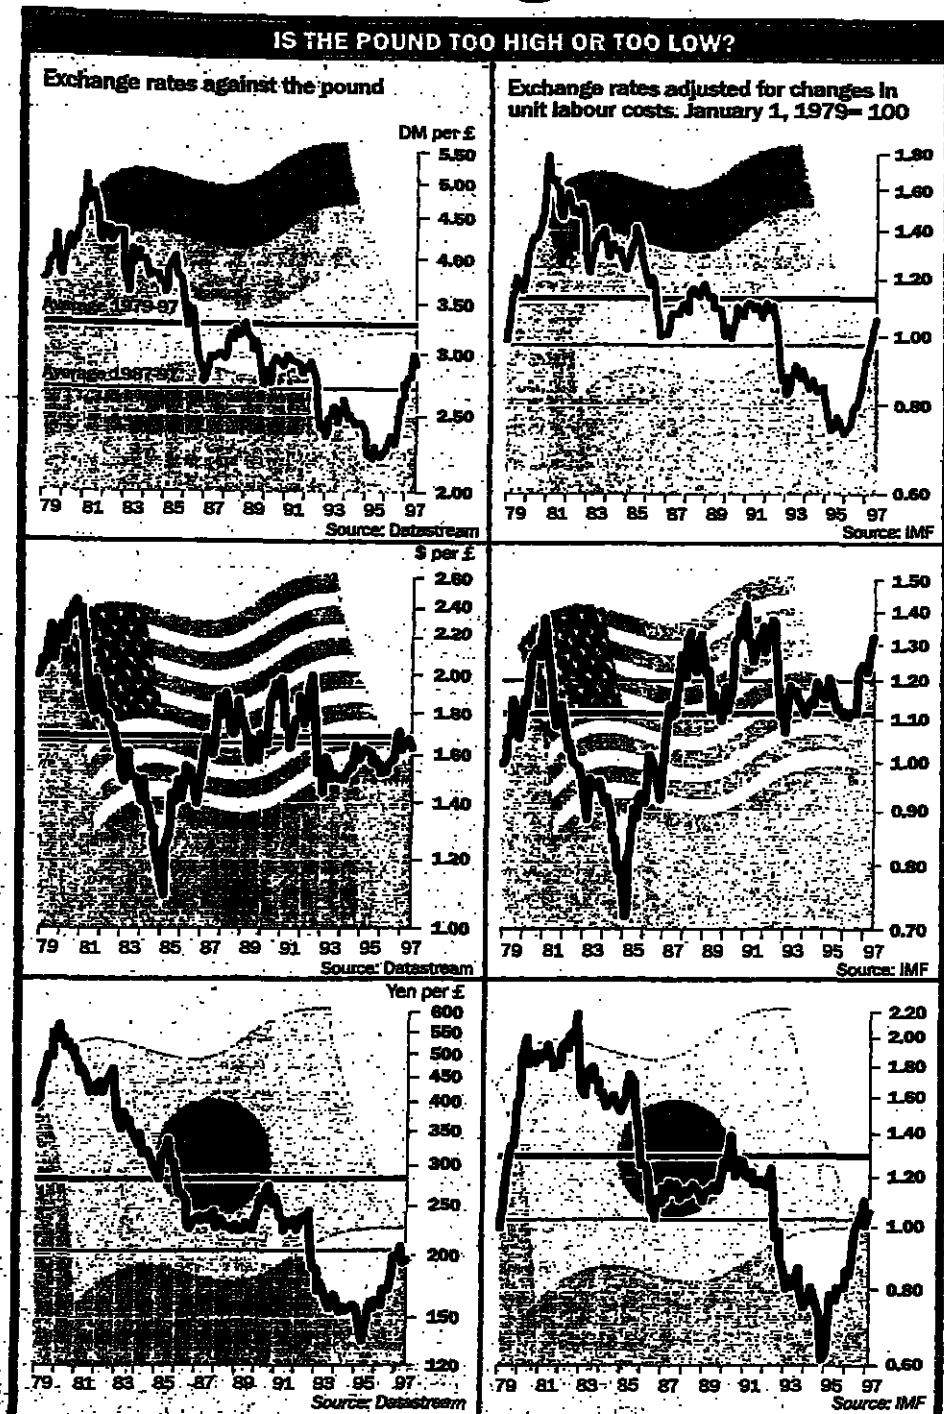 IS THE POUND TOO HIGH OR TOO LOW?
Exchange rates against the pound
DM per £
5.50
5.00
4.50
4.00
3.50
3.00
2.50
2.00
Average 1979-97
Average 1987-97
79 81 83 85 87 89 91 93 95 97
Source: Datastream
Exchange rates adjusted for changes in
unit labour costs. January 1, 1979= 100
1.80
1.60
1.40
1.20
1.00
0.80
0.60
79 81 83 85 87 89 91 93 95 97
Source: IMF
$ per £
2.60
2.40
2.20
2.00
1.80
1.60
1.40
1.20
1.00
79 81 83 85 87 89 91 93 95 97
Source: Datastream
1.50
1.40
1.30
1.20
1.10
1.00
0.90
0.80
0.70
79 81 83 85 87 89 91 93 95 97
Source: IMF
Yen per £
600
550
500
450
400
350
300
250
200
150
120
79 81 83 85 87 89 91 93 95 97
Source: Datastream
2.20
2.00
1.80
1.60
1.40
1.20
1.00
0.80
0.60
79 81 83 85 87 89 91 93 95 97
Source: IMF